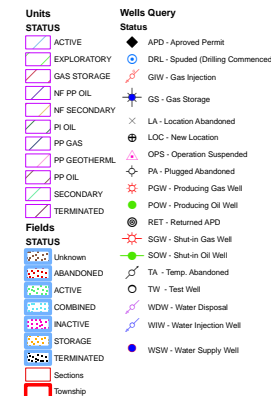 Units
STATUS
ACTIVE
EXPLORATORY
GAS STORAGE
NF PP OIL
NF SECONDARY
PI OIL
PP GAS
PP GEOTHERML
PP OIL
SECONDARY
TERMINATED
Fields
STATUS
Unknown
ABANDONED
ACTIVE
COMBINED
INACTIVE
STORAGE
TERMINATED
Sections
Township
Wells Query
Status
APD - Aproved Permit
DRL - Spuded (Drilling Commenced
GIW - Gas Injection
GS - Gas Storage
LA - Location Abandoned
LOC - New Location
OPS - Operation Suspended
PA - Plugged Abandoned
PGW - Producing Gas Well
POW - Producing Oil Well
RET - Returned APD
SGW - Shut-in Gas Well
SOW - Shut-in Oil Well
TA - Temp. Abandoned
TW - Test Well
WDW - Water Disposal
WIW - Water Injection Well
WSW - Water Supply Well